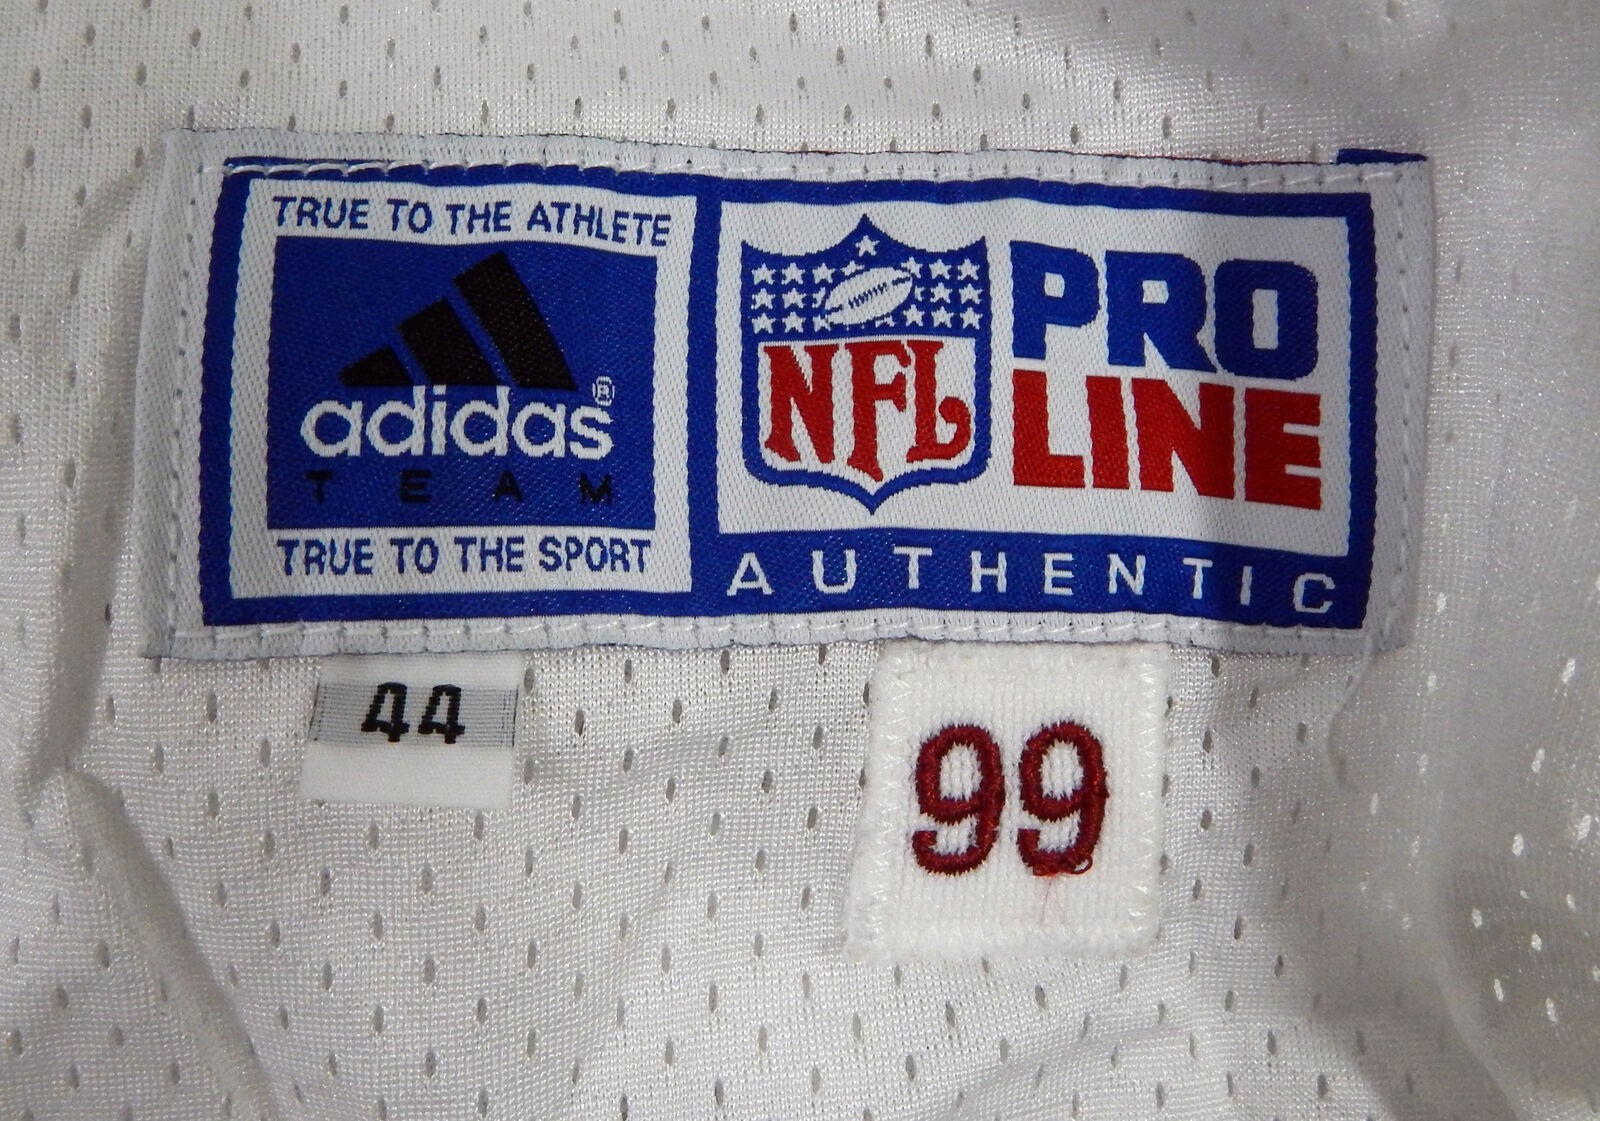 TRUE TO THE ATHLETE
adidas®
TEAM
TRUE TO THE SPORT
NFL
PRO
LINE
AUTHENTIC
44
99